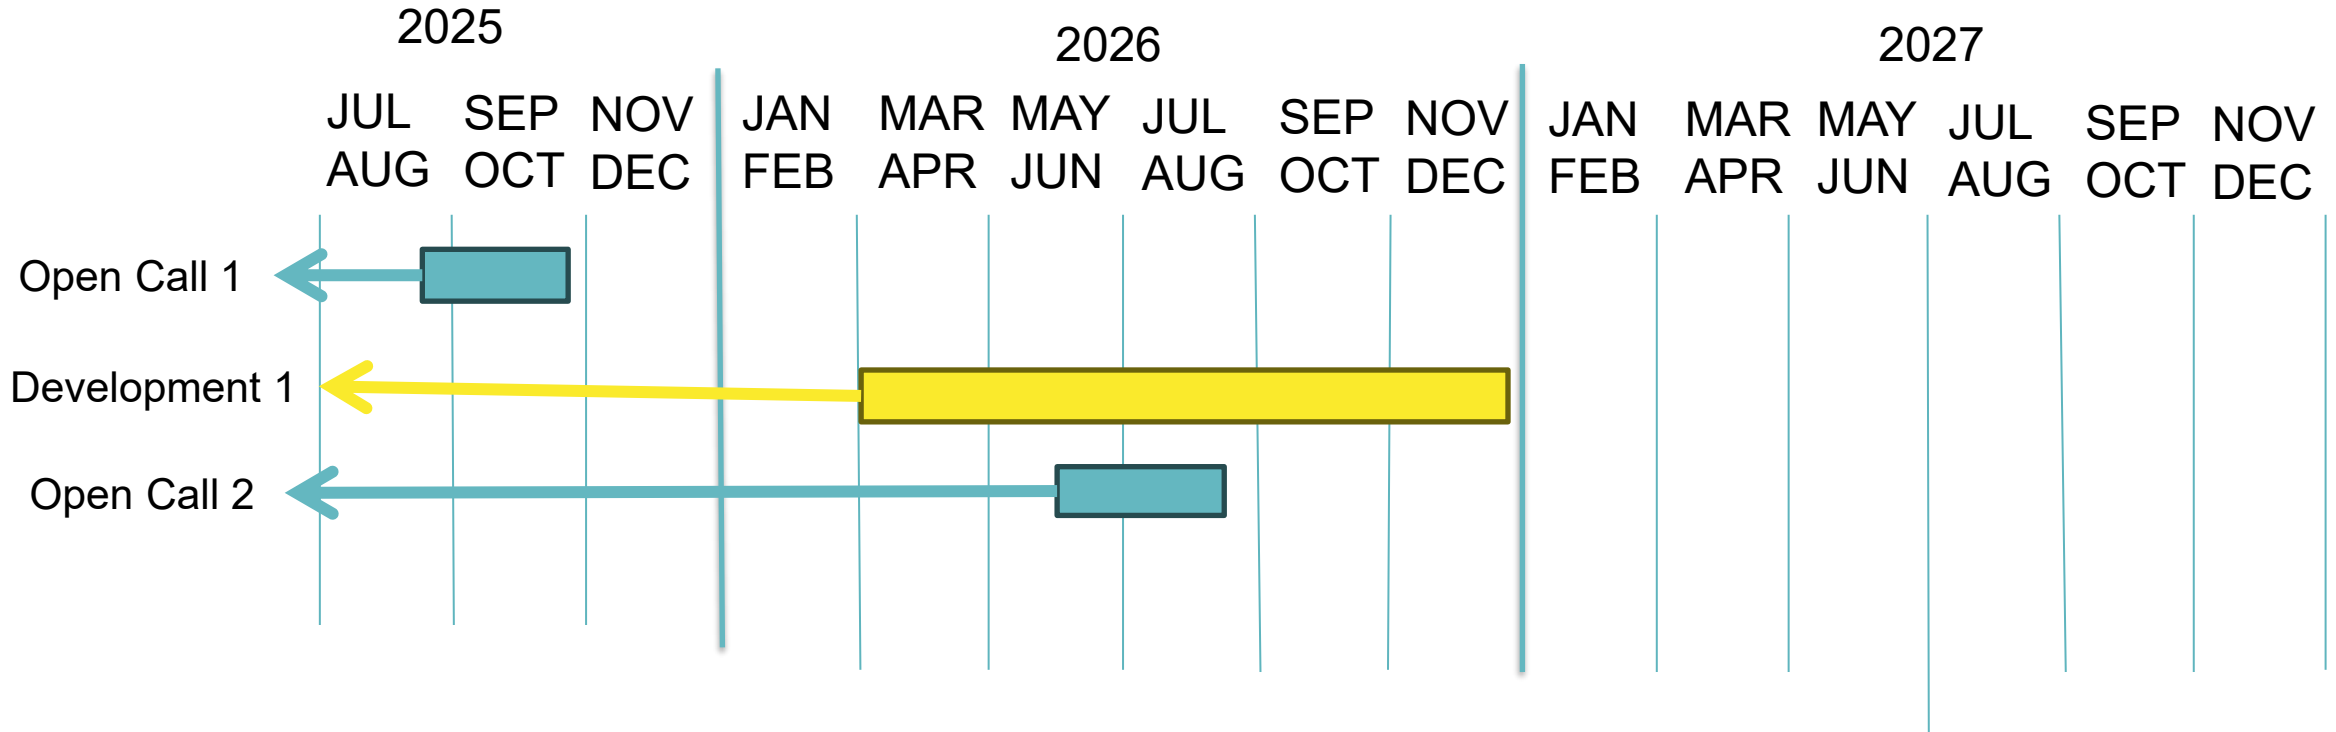 2025
2026
2027
JUL SEP NOV JAN MAR MAY JUL SEP NOV JAN MAR MAY JUL SEP NOV
AUG OCT DEC FEB APR JUN AUG OCT DEC FEB APR JUN AUG OCT DEC
Open Call 1
Development 1
Open Call 2